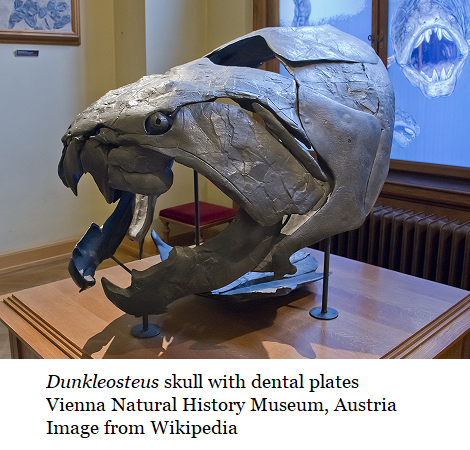 Dunkleosteus skull with dental plates
Vienna Natural History Museum, Austria
Image from Wikipedia